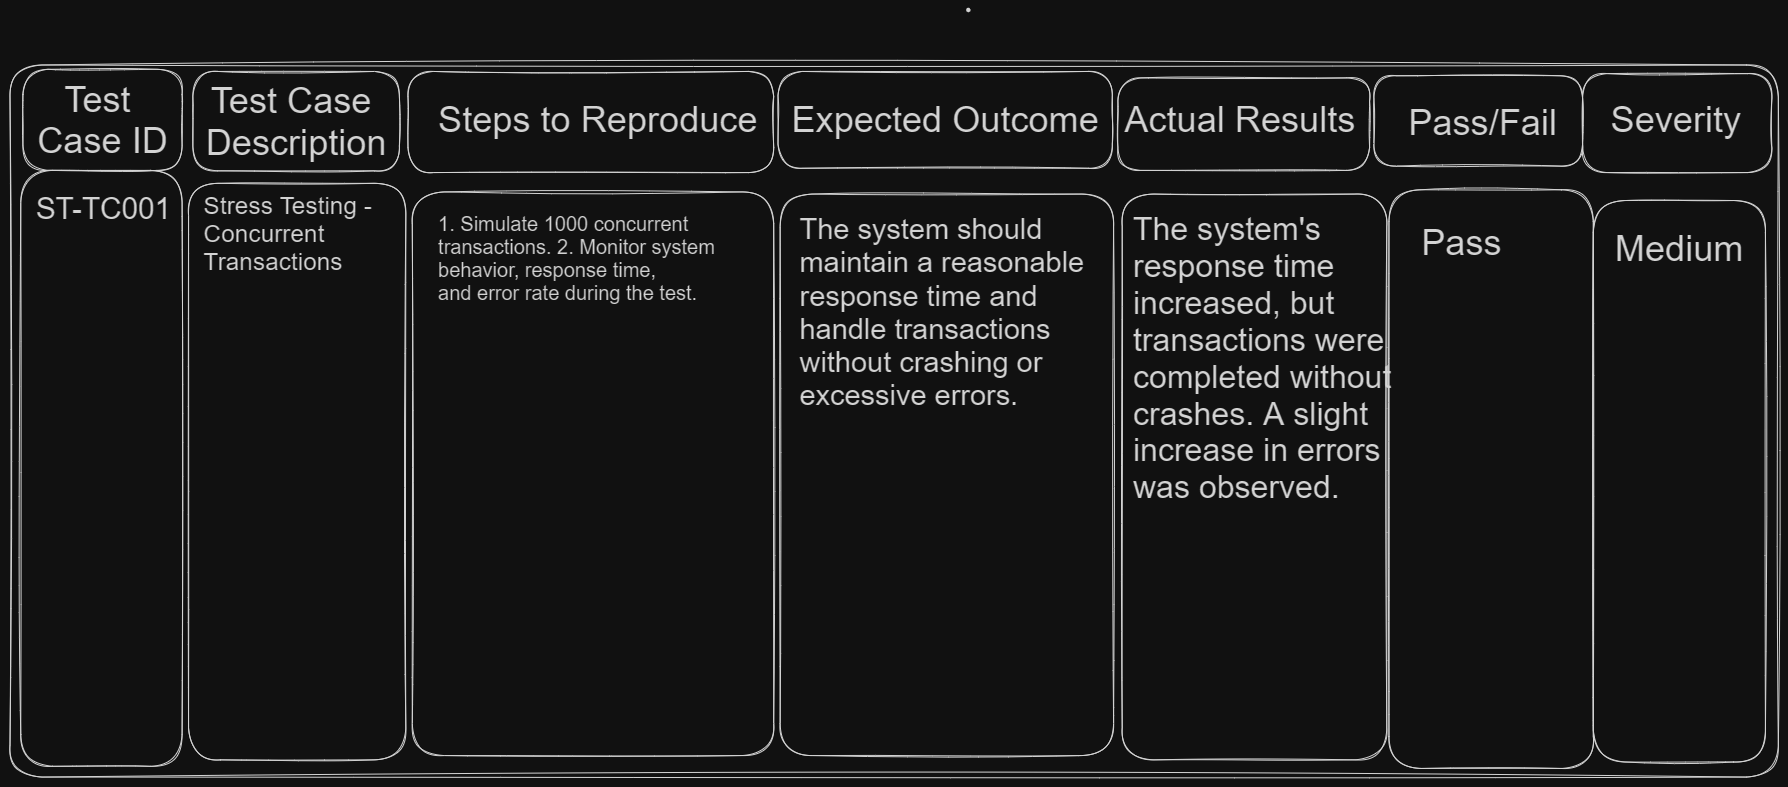 Test
Case ID
Test Case
Description
Steps to Reproduce
Expected Outcome
Actual Results
Pass/Fail
Severity
ST-TC001
Stress Testing -
Concurrent
Transactions
1. Simulate 1000 concurrent
transactions. 2. Monitor system
behavior, response time,
and error rate during the test.
The system should
maintain a reasonable
response time and
handle transactions
without crashing or
excessive errors.
The system's
response time
increased, but
transactions were
completed without
crashes. A slight
increase in errors
was observed.
Pass
Medium